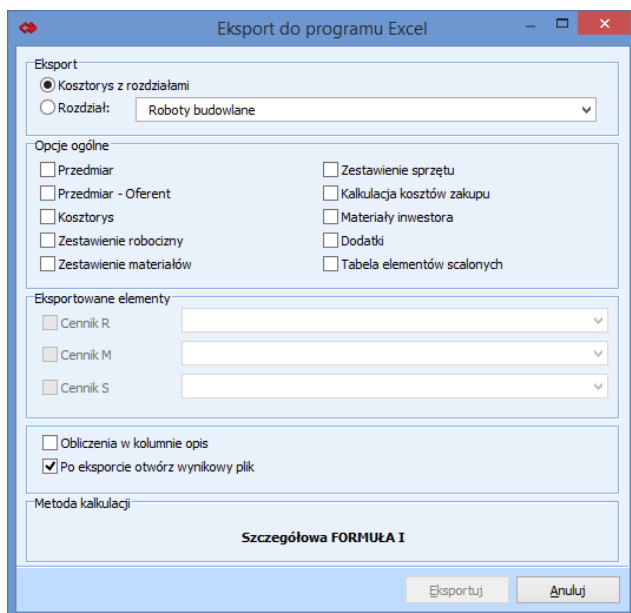 Eksport do programu Excel
Eksport
Kosztorys z rozdziałami
Rozdział: Roboty budowlane
Opcje ogólne
Przedmiar
Przedmiar - Oferent
Kosztorys
Zestawienie robocizny
Zestawienie materiałów
Zestawienie sprzętu
Kalkulacja kosztów zakupu
Materiały inwestora
Dodatki
Tabela elementów scalonych
Eksportowane elementy
Cennik R
Cennik M
Cennik S
Obliczenia w kolumnie opis
Po eksporcie otwórz wynikowy plik
Metoda kalkulacji
Szczegółowa FORMUŁA I
Eksportuj Anuluj